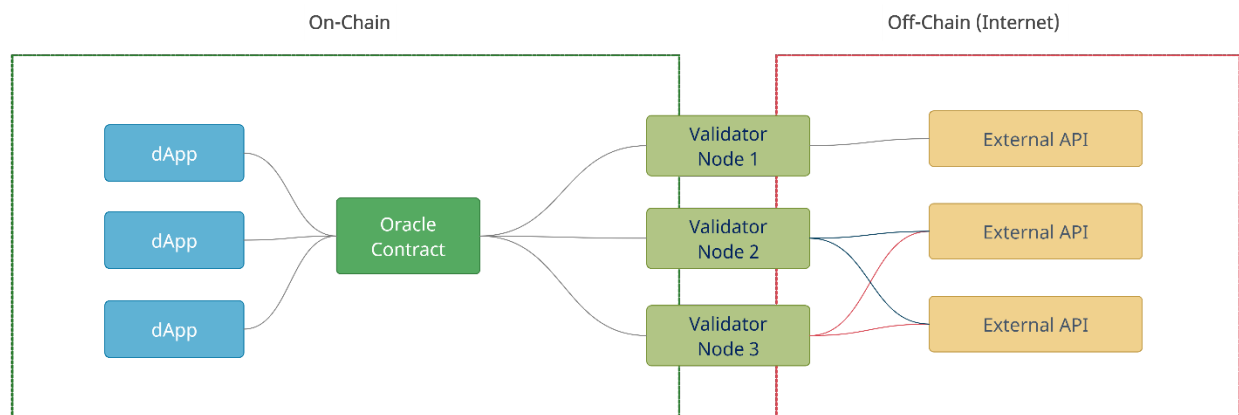 On-Chain
Off-Chain (Internet)
dApp
dApp
dApp
Oracle
Contract
Validator
Node 1
Validator
Node 2
Validator
Node 3
External API
External API
External API